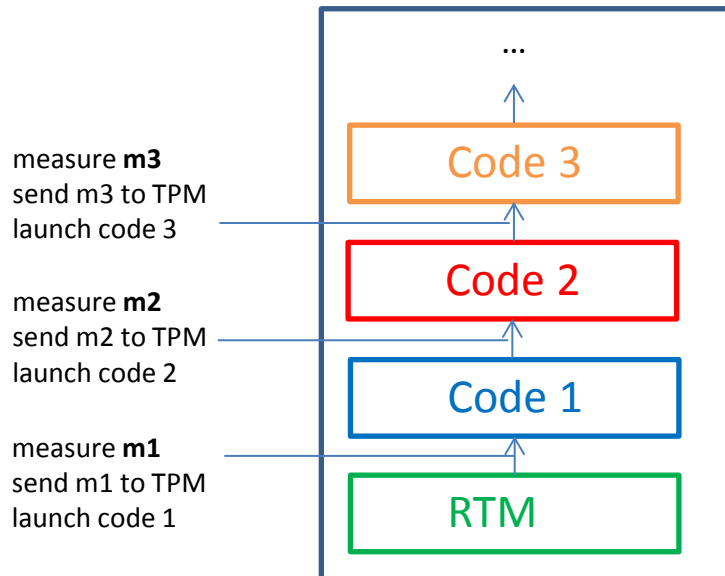 ...
Code 3
measure m3
send m3 to TPM
launch code 3
Code 2
measure m2
send m2 to TPM
launch code 2
Code 1
measure m1
send m1 to TPM
launch code 1
RTM